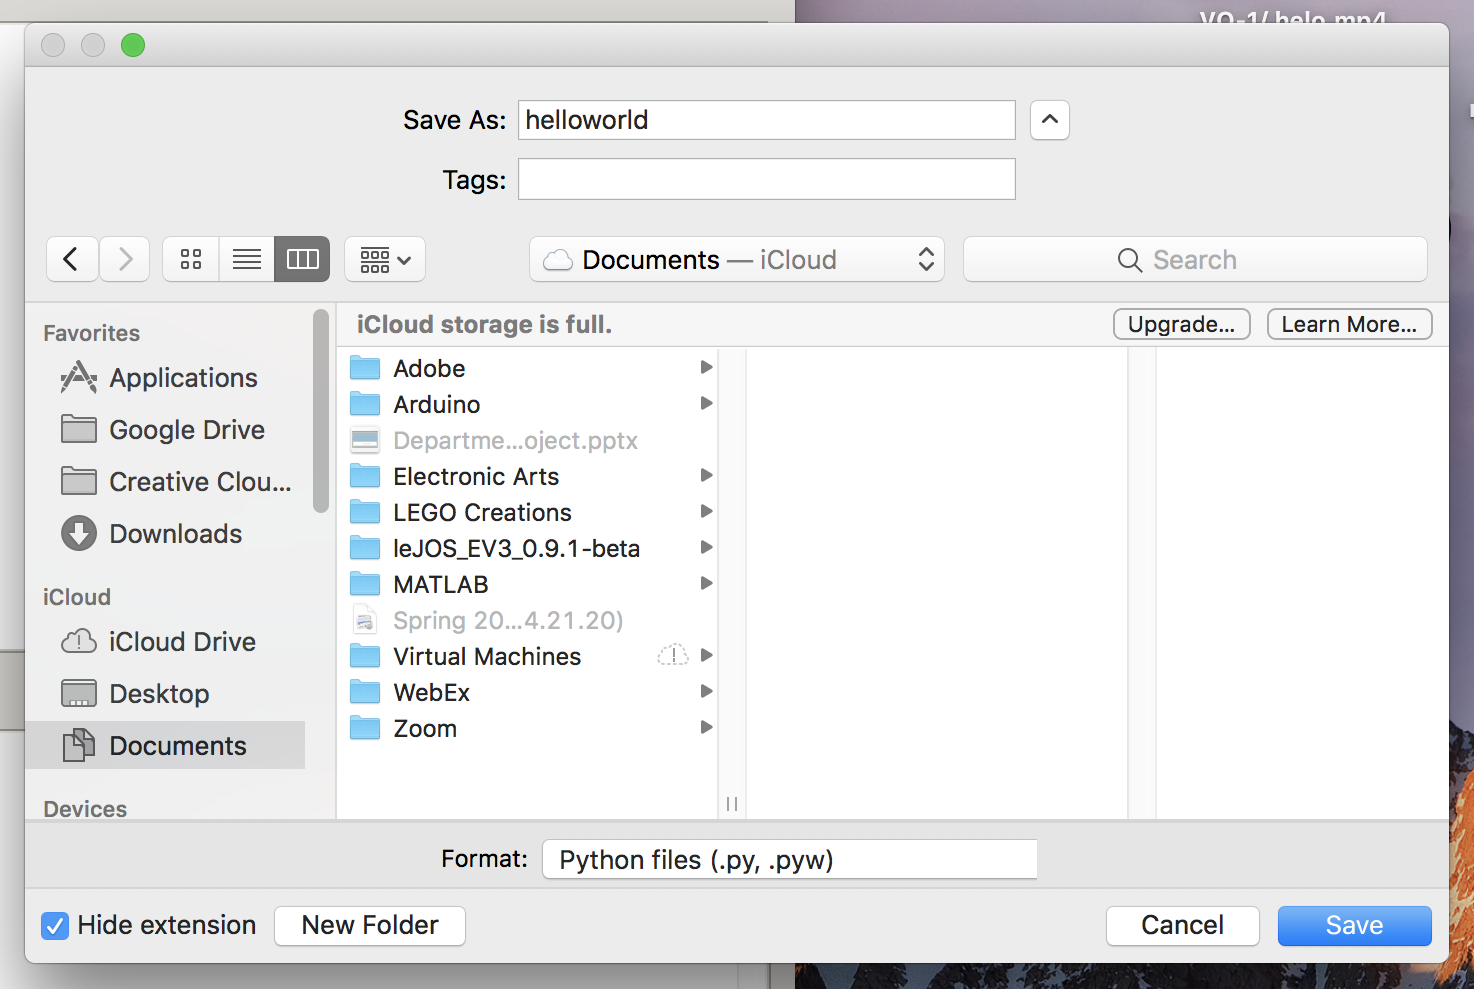 VO-1/ helo.mp4
Save As: helloworld
Tags:
Documents — iCloud
Search
Favorites
Applications
Google Drive
Creative Clou...
Downloads
iCloud
iCloud Drive
Desktop
Documents
Devices
iCloud storage is full.
Upgrade...
Learn More...
Adobe
Arduino
Departme...oject.pptx
Electronic Arts
LEGO Creations
leJOS_EV3_0.9.1-beta
MATLAB
Spring 20...4.21.20)
Virtual Machines
WebEx
Zoom
Format: Python files (.py, .pyw)
Hide extension
New Folder
Cancel
Save